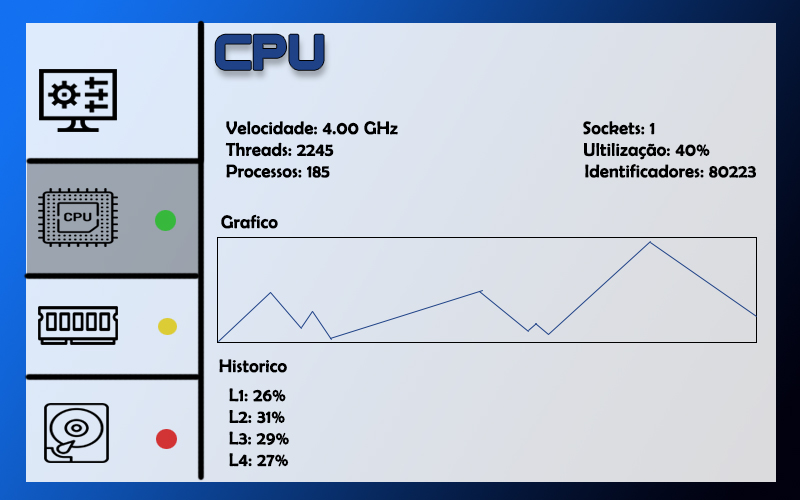 CPU
Velocidade: 4.00 GHz
Threads: 2245
Processos: 185
Sockets: 1
Ultilização: 40%
Identificadores: 80223
CPU
Grafico
Historico
L1: 26%
L2: 31%
L3: 29%
L4: 27%